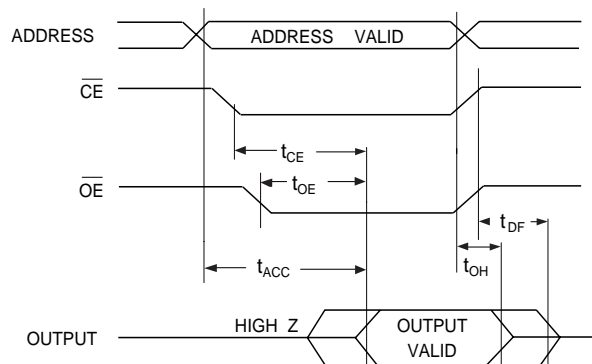 ADDRESS
ADDRESS VALID
CE
tCE
tOE
OE
tDF
tOH
tACC
HIGH Z
OUTPUT
OUTPUT
VALID